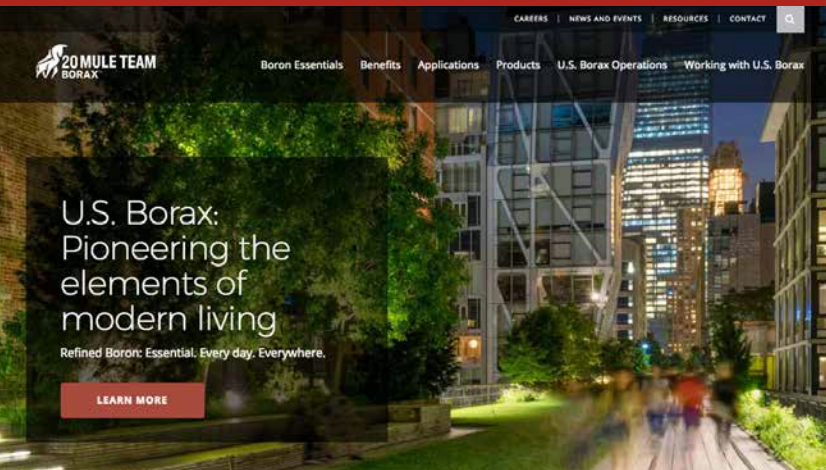 CAREERS | NEWS AND EVENTS | RESOURCES | CONTACT
20 MULE TEAM
BORAX
Boron Essentials Benefits Applications Products U.S. Borax Operations Working with U.S. Borax
U.S. Borax:
Pioneering the
elements of
modern living
Refined Boron: Essential. Every day. Everywhere.
LEARN MORE